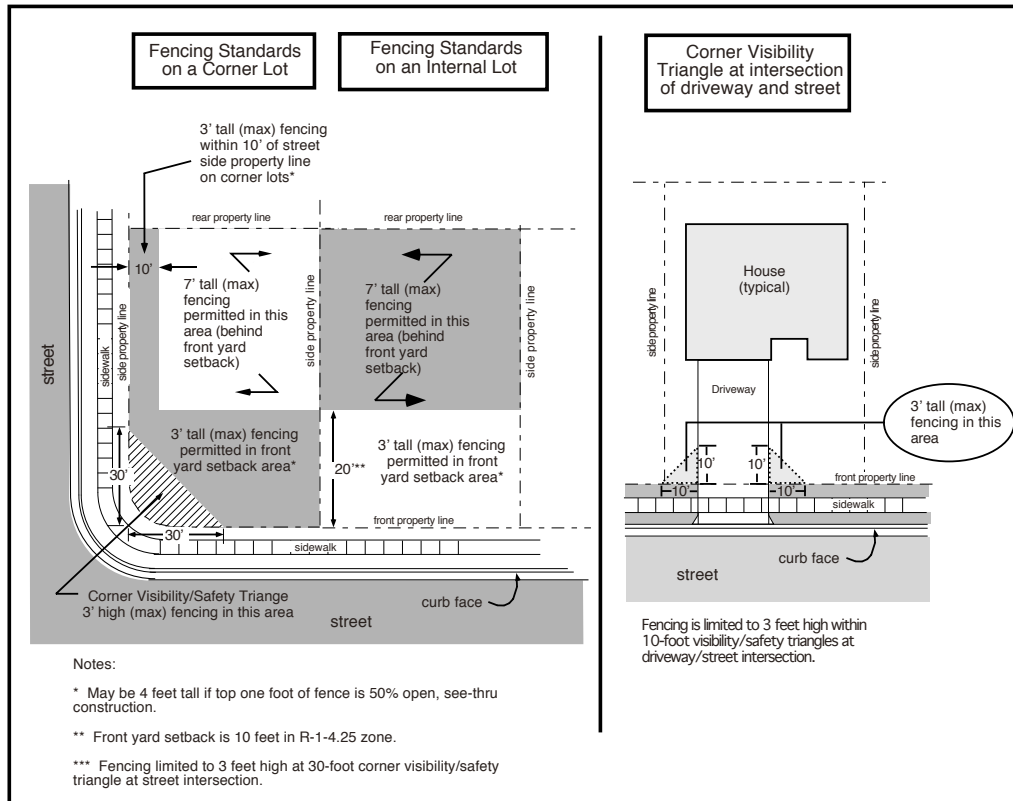 Fencing Standards
on a Corner Lot
Fencing Standards
on an Internal Lot
3’ tall (max) fencing
within 10’ of street
side property line
on corner lots*
rear property line
rear property line
10’
7’ tall (max)
fencing
permitted in this
area (behind
front yard
setback)
7’ tall (max)
fencing
permitted in this
area (behind
front yard
setback)
side property line
side property line
side property line
sidewalk
street
3’ tall (max) fencing
permitted in front
yard setback area*
20’**
3’ tall (max) fencing
permitted in front
yard setback area*
30’
30’
front property line
sidewalk
Corner Visibility/Safety Triange
3’ high (max) fencing in this area
curb face
street
Notes:
* May be 4 feet tall if top one foot of fence is 50% open, see-thru
construction.
** Front yard setback is 10 feet in R-1-4.25 zone.
*** Fencing limited to 3 feet high at 30-foot corner visibility/safety
triangle at street intersection.
Corner Visibility
Triangle at intersection
of driveway and street
side property line
side property line
House
(typical)
Driveway
3’ tall (max)
fencing in this
area
10’
10’
10’
10’
front property line
sidewalk
curb face
street
Fencing is limited to 3 feet high within
10-foot visibility/safety triangles at
driveway/street intersection.